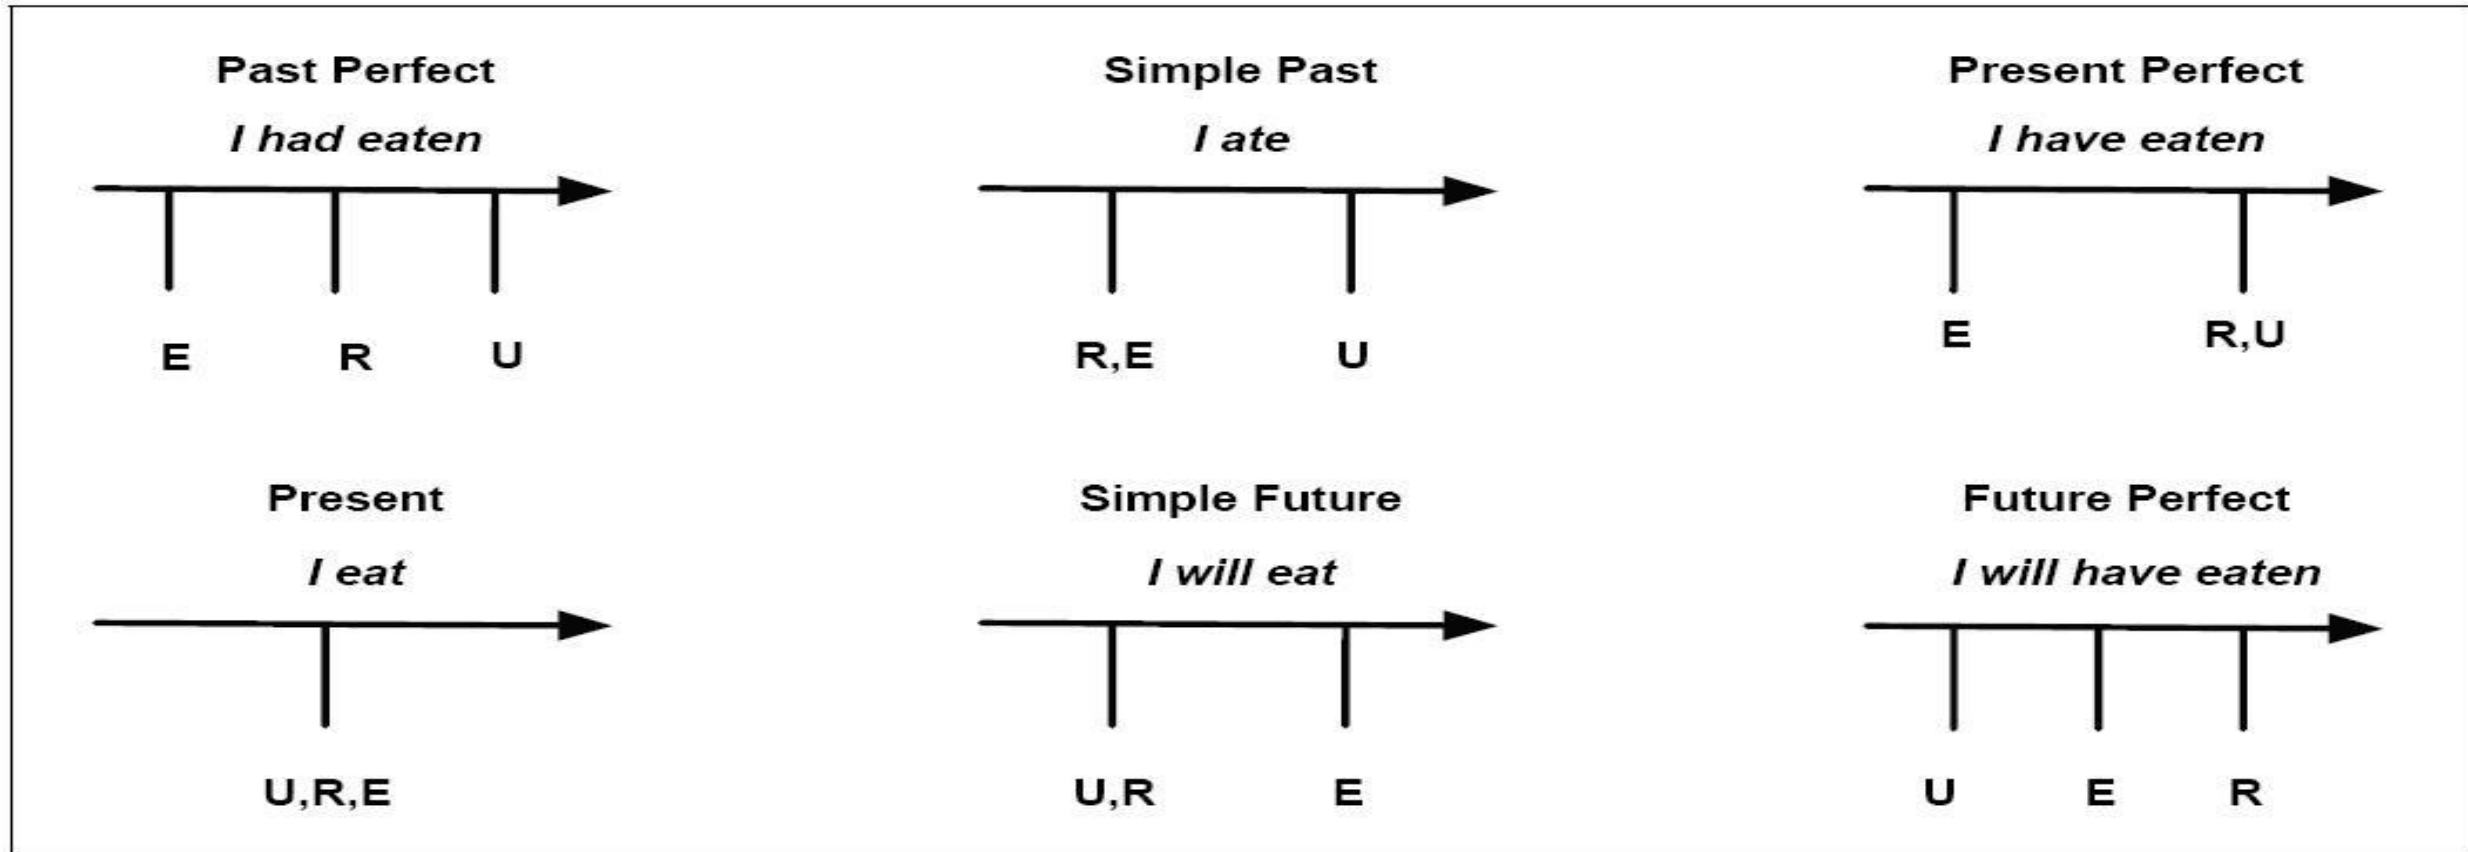 Past Perfect
I had eaten
E R U
Simple Past
I ate
R,E U
Present Perfect
I have eaten
E R,U
Present
I eat
U,R,E
Simple Future
I will eat
U,R E
Future Perfect
I will have eaten
U E R